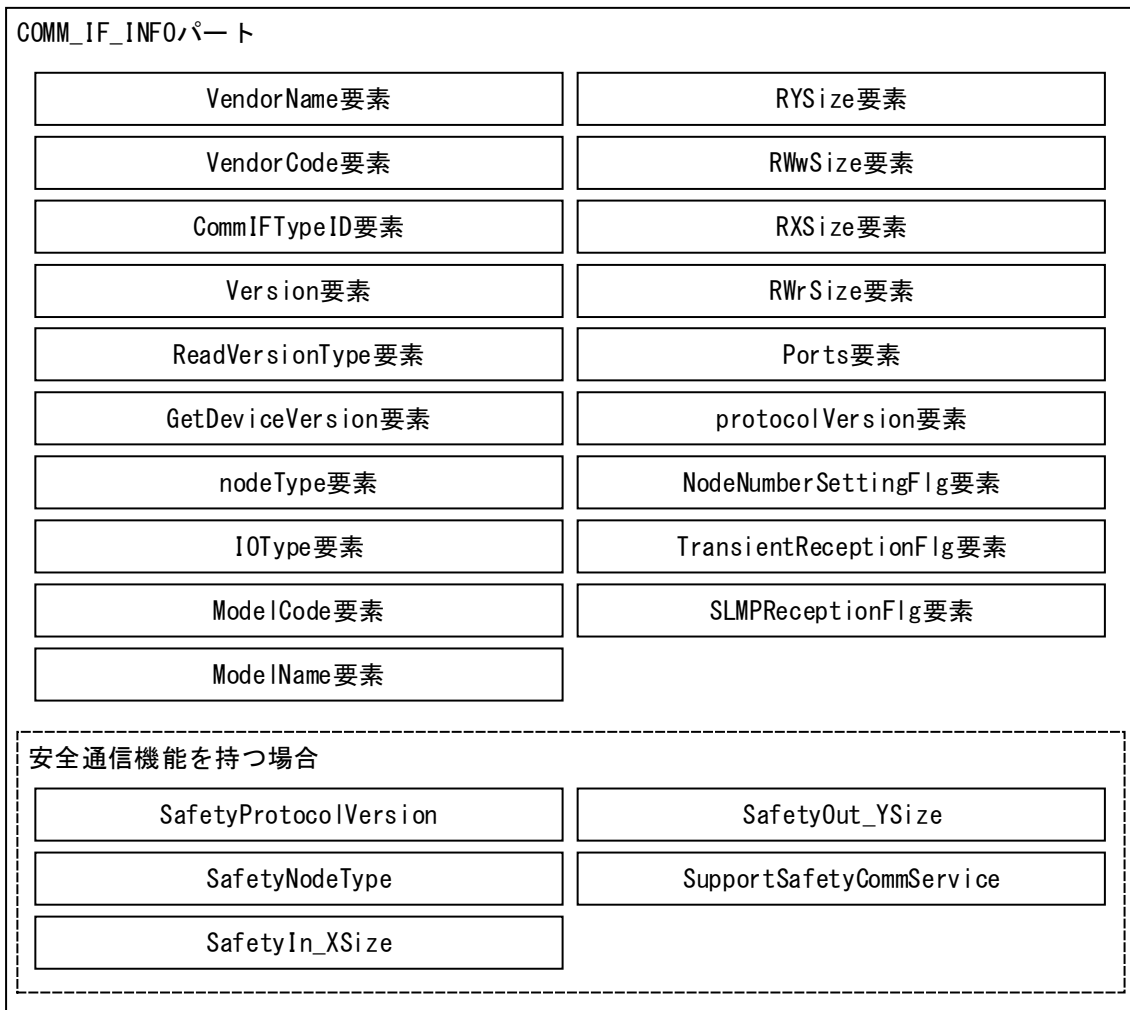 COMM_IF_INFOパート
VendorName要素
RYSize要素
VendorCode要素
RWwSize要素
CommIFTypeID要素
RXSize要素
Version要素
RWrSize要素
ReadVersionType要素
Ports要素
GetDeviceVersion要素
protocolVersion要素
nodeType要素
NodeNumberSettingFlg要素
IOType要素
TransientReceptionFlg要素
ModelCode要素
SLMPReceptionFlg要素
ModelName要素
安全通信機能を持つ場合
SafetyProtocolVersion
SafetyOut_YSize
SafetyNodeType
SupportSafetyCommService
SafetyIn_XSize